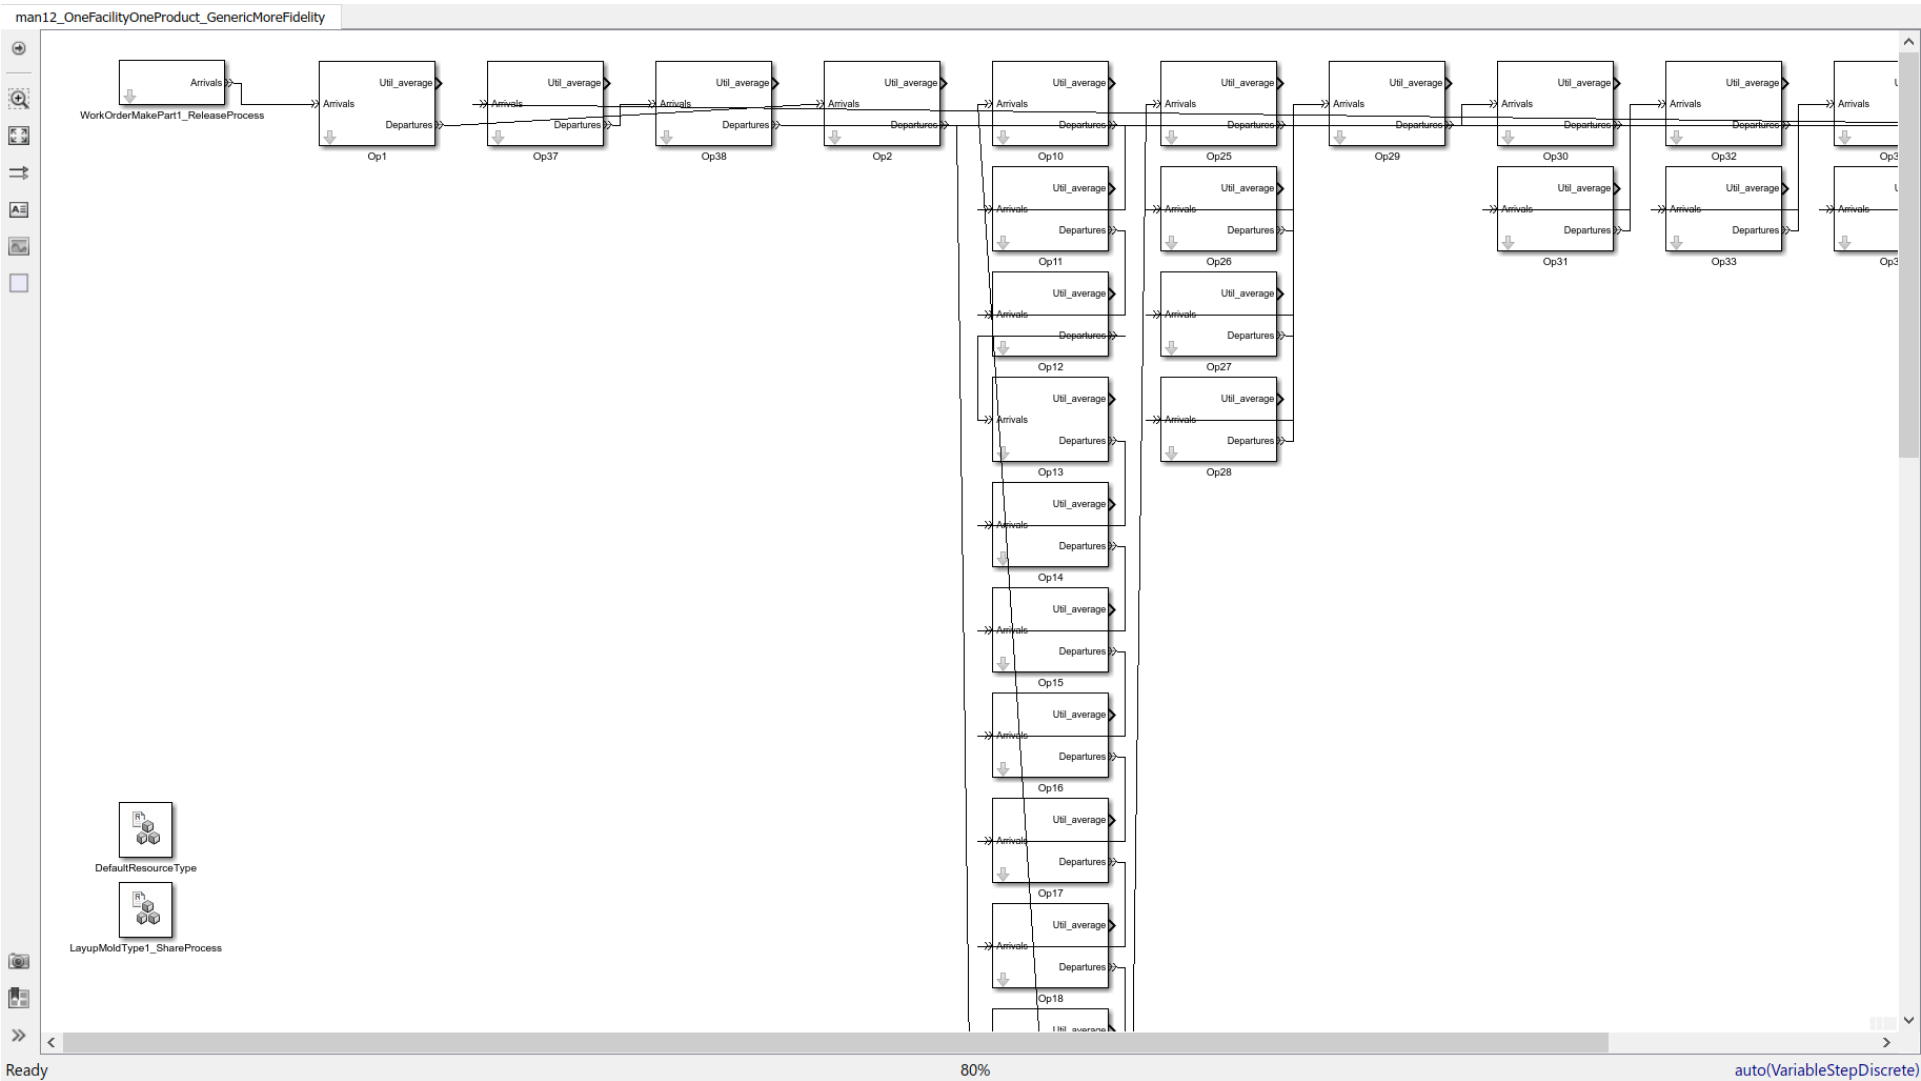 man12_OneFacilityOneProduct_GenericMoreFidelity
Arrivals
WorkOrderMakePart1_ReleaseProcess
Util_average
Arrivals
Departures
Op1
Util_average
Arrivals
Departures
Op37
Util_average
Arrivals
Departures
Op38
Util_average
Arrivals
Departures
Op2
Util_average
Arrivals
Departures
Op10
Util_average
Arrivals
Departures
Op25
Util_average
Arrivals
Departures
Op29
Util_average
Arrivals
Departures
Op30
Util_average
Arrivals
Departures
Op32
Arrivals
Util_average
Arrivals
Departures
Op11
Util_average
Arrivals
Departures
Op26
Util_average
Arrivals
Departures
Op31
Util_average
Arrivals
Departures
Op33
Arrivals
Util_average
Arrivals
Departures
Op12
Util_average
Arrivals
Departures
Op27
Util_average
Arrivals
Departures
Op13
Util_average
Arrivals
Departures
Op28
Util_average
Arrivals
Departures
Op14
Util_average
Arrivals
Departures
Op15
Util_average
Arrivals
Departures
Op16
Util_average
Arrivals
Departures
Op17
Util_average
Arrivals
Departures
Op18
Util_average
DefaultResourceType
LayupMoldType1_ShareProcess
Ready
80%
auto(VariableStepDiscrete)